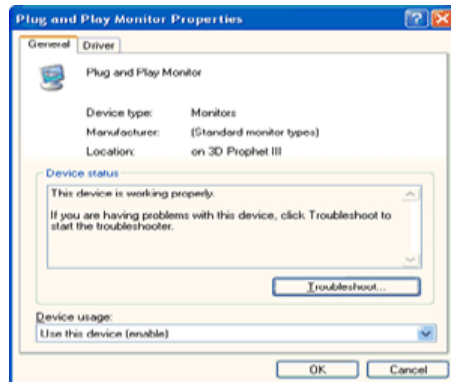 Plug and Play Monitor Properties
General Driver
Plug and Play Monitor
Device type: Monitors
Manufacturer: (Standard monitor types)
Location: on 3D Prophet III
Device status
This device is working properly.
If you are having problems with this device, click Troubleshoot to
start the troubleshooter.
Troubleshoot...
Device usage:
Use this device (enable)
OK Cancel